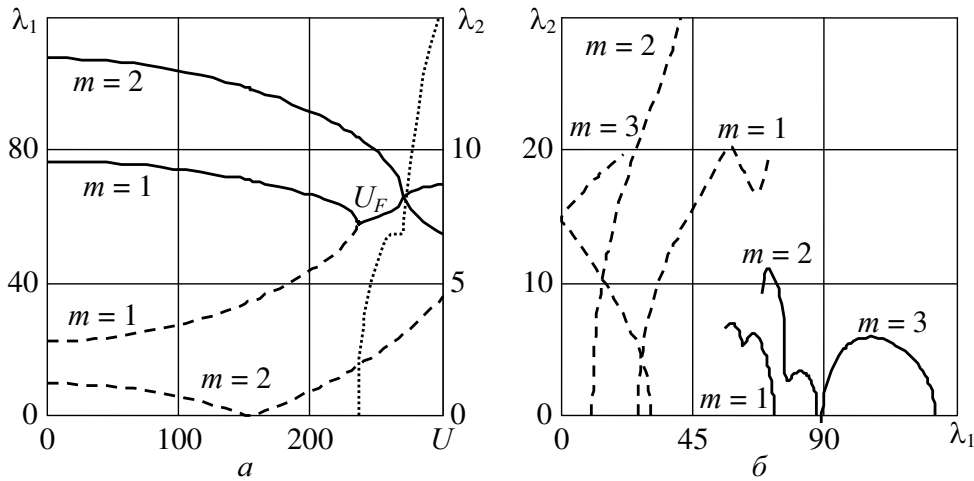 λ₁ λ₂ λ₂
m = 2
m = 2
m = 3 m = 1
80 10 20
m = 1
U_F
m = 2
40 5 10
m = 1
m = 3
m = 2
m = 1
0 0 0
0 100 200 U 0 45 90 λ₁
а б